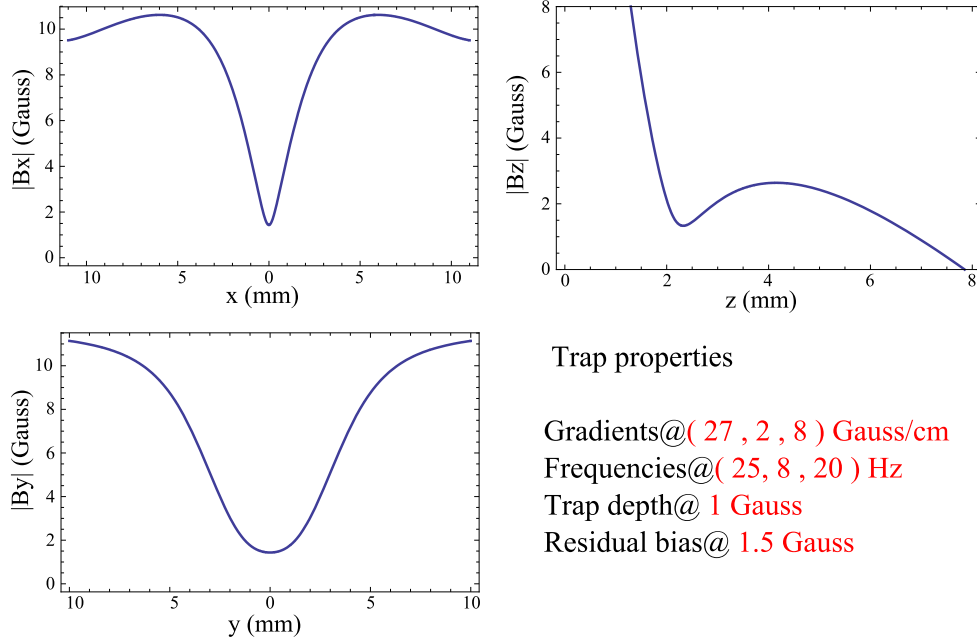 |Bx| (Gauss)
10
8
6
4
2
0
10 5 0 5 10
x (mm)
|Bz| (Gauss)
8
6
4
2
0
0 2 4 6 8
z (mm)
|By| (Gauss)
10
8
6
4
2
0
10 5 0 5 10
y (mm)
Trap properties
Gradients@( 27 , 2 , 8 ) Gauss/cm
Frequencies@( 25, 8 , 20 ) Hz
Trap depth@ 1 Gauss
Residual bias@ 1.5 Gauss